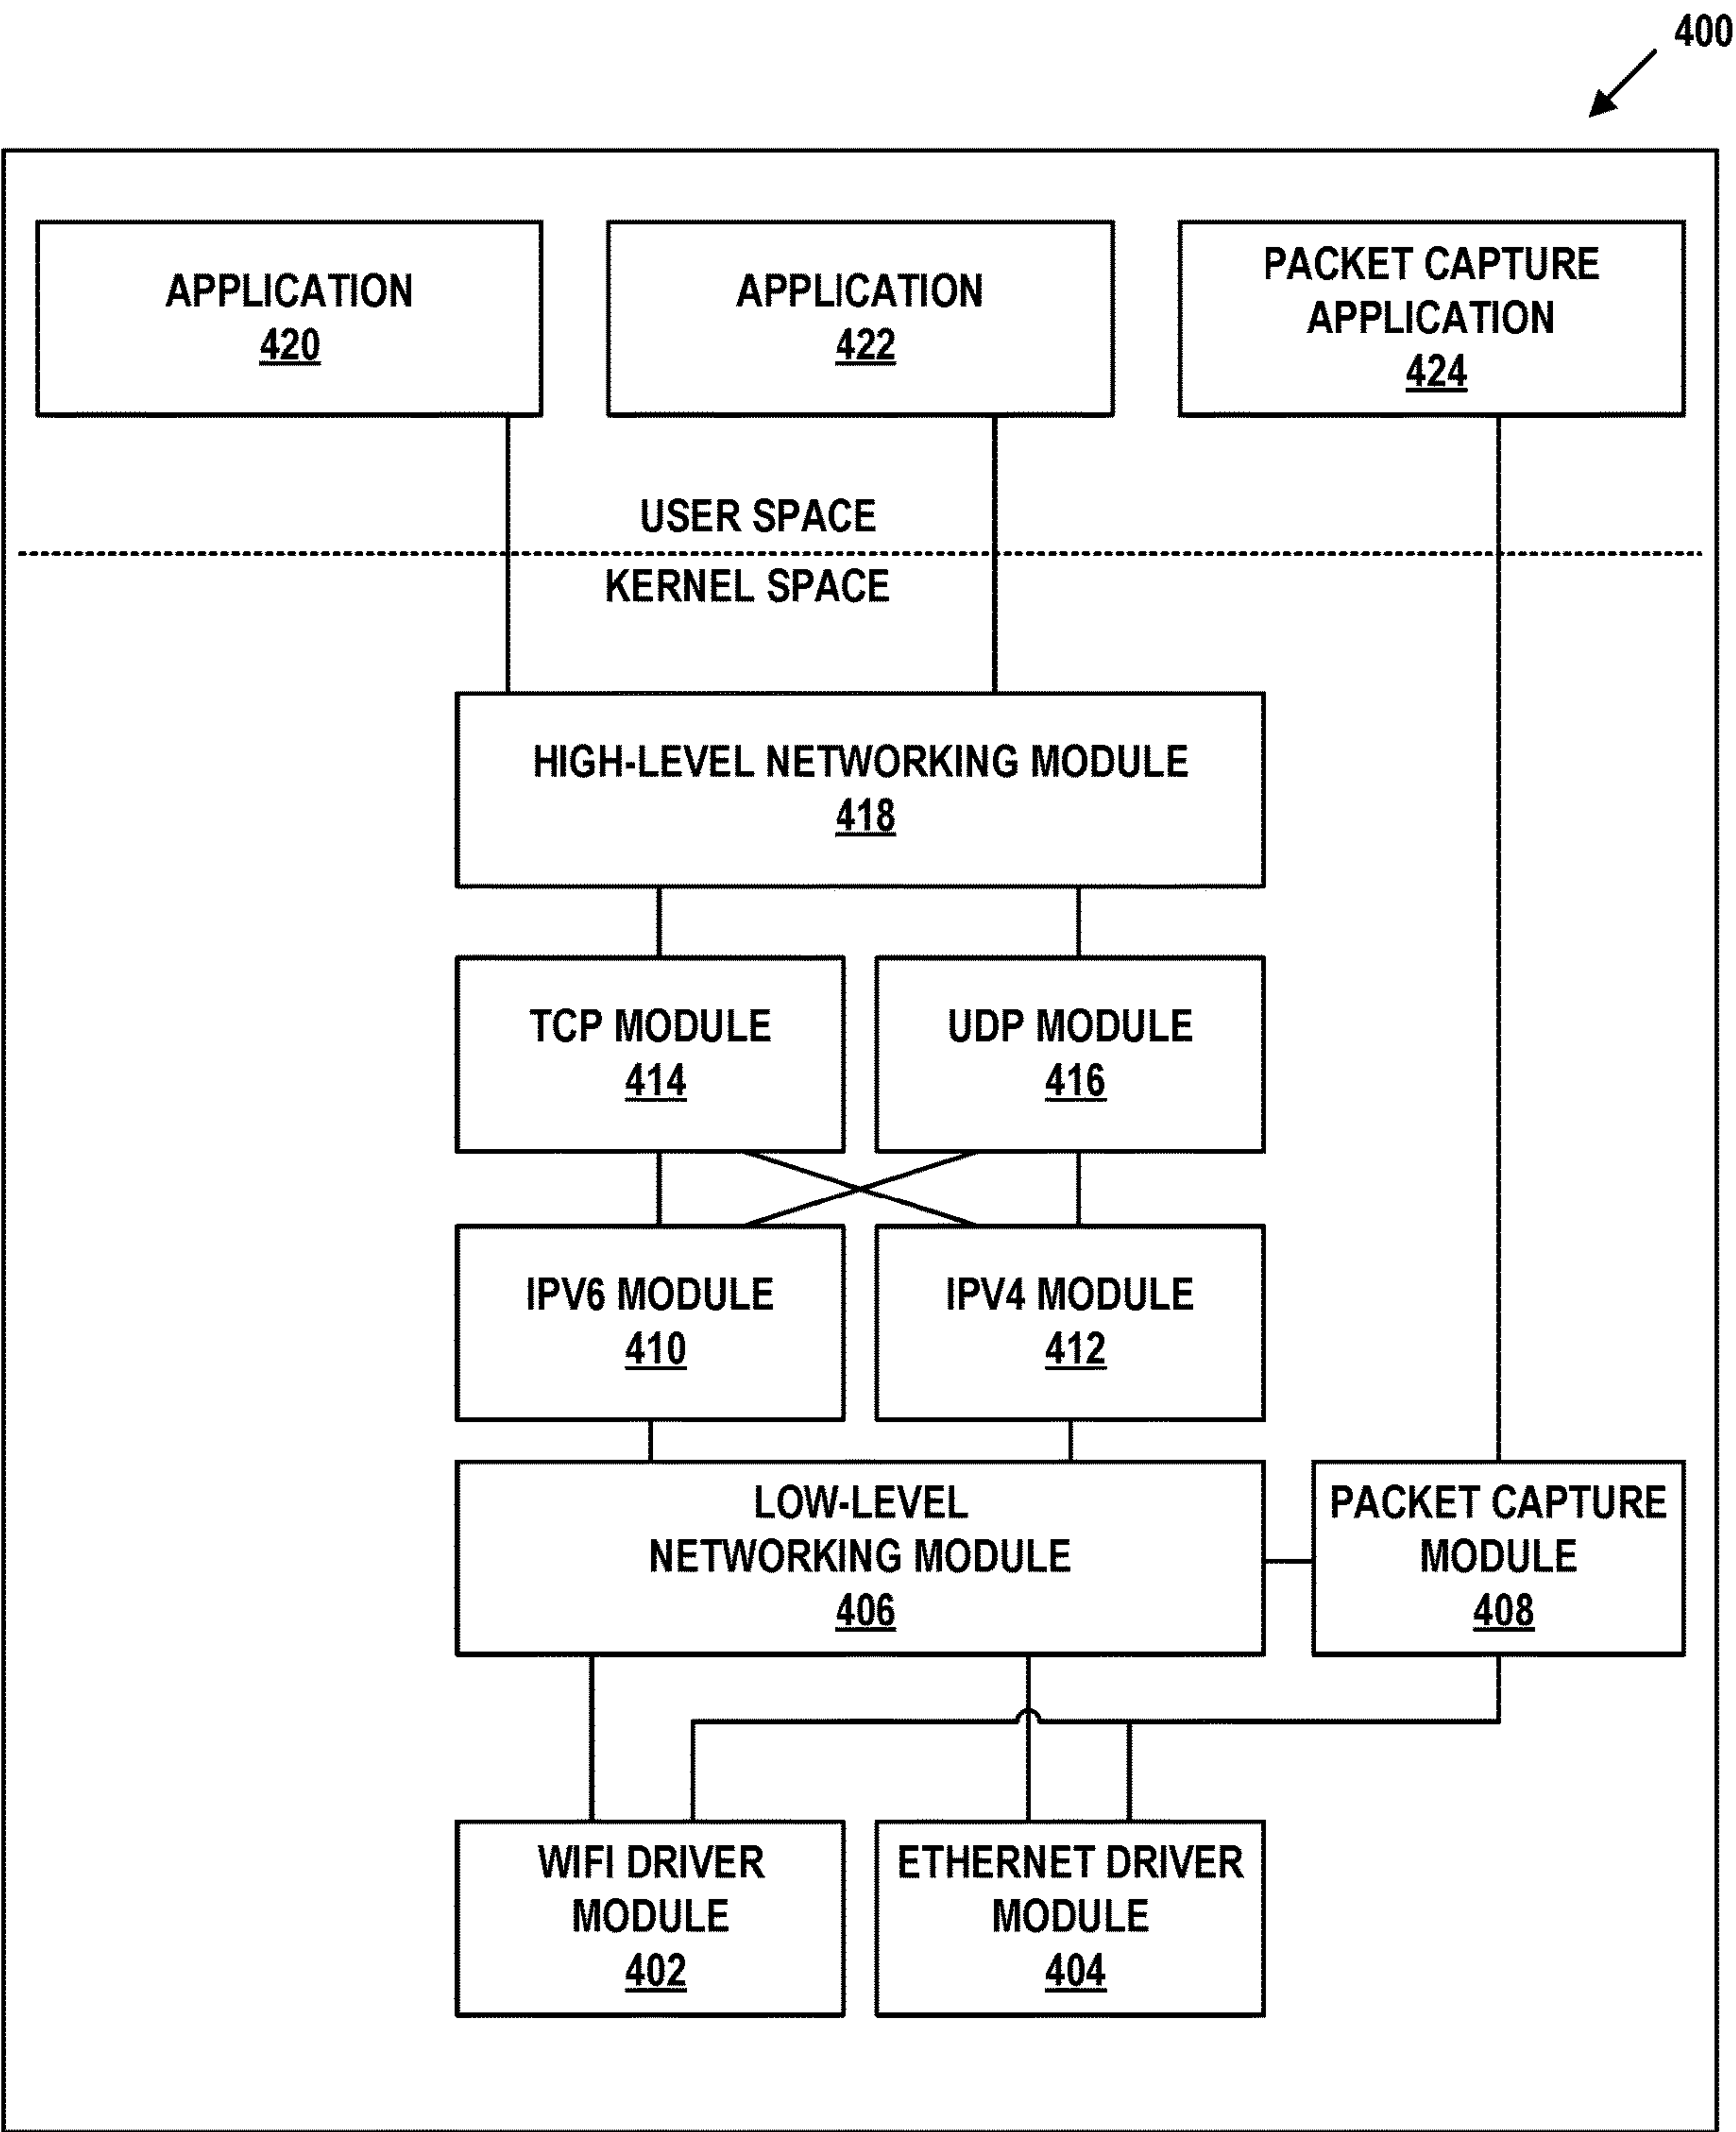 400
APPLICATION
420
APPLICATION
422
PACKET CAPTURE
APPLICATION
424
USER SPACE
KERNEL SPACE
HIGH-LEVEL NETWORKING MODULE
418
TCP MODULE
414
UDP MODULE
416
IPV6 MODULE
410
IPV4 MODULE
412
LOW-LEVEL
NETWORKING MODULE
406
PACKET CAPTURE
MODULE
408
WIFI DRIVER
MODULE
402
ETHERNET DRIVER
MODULE
404